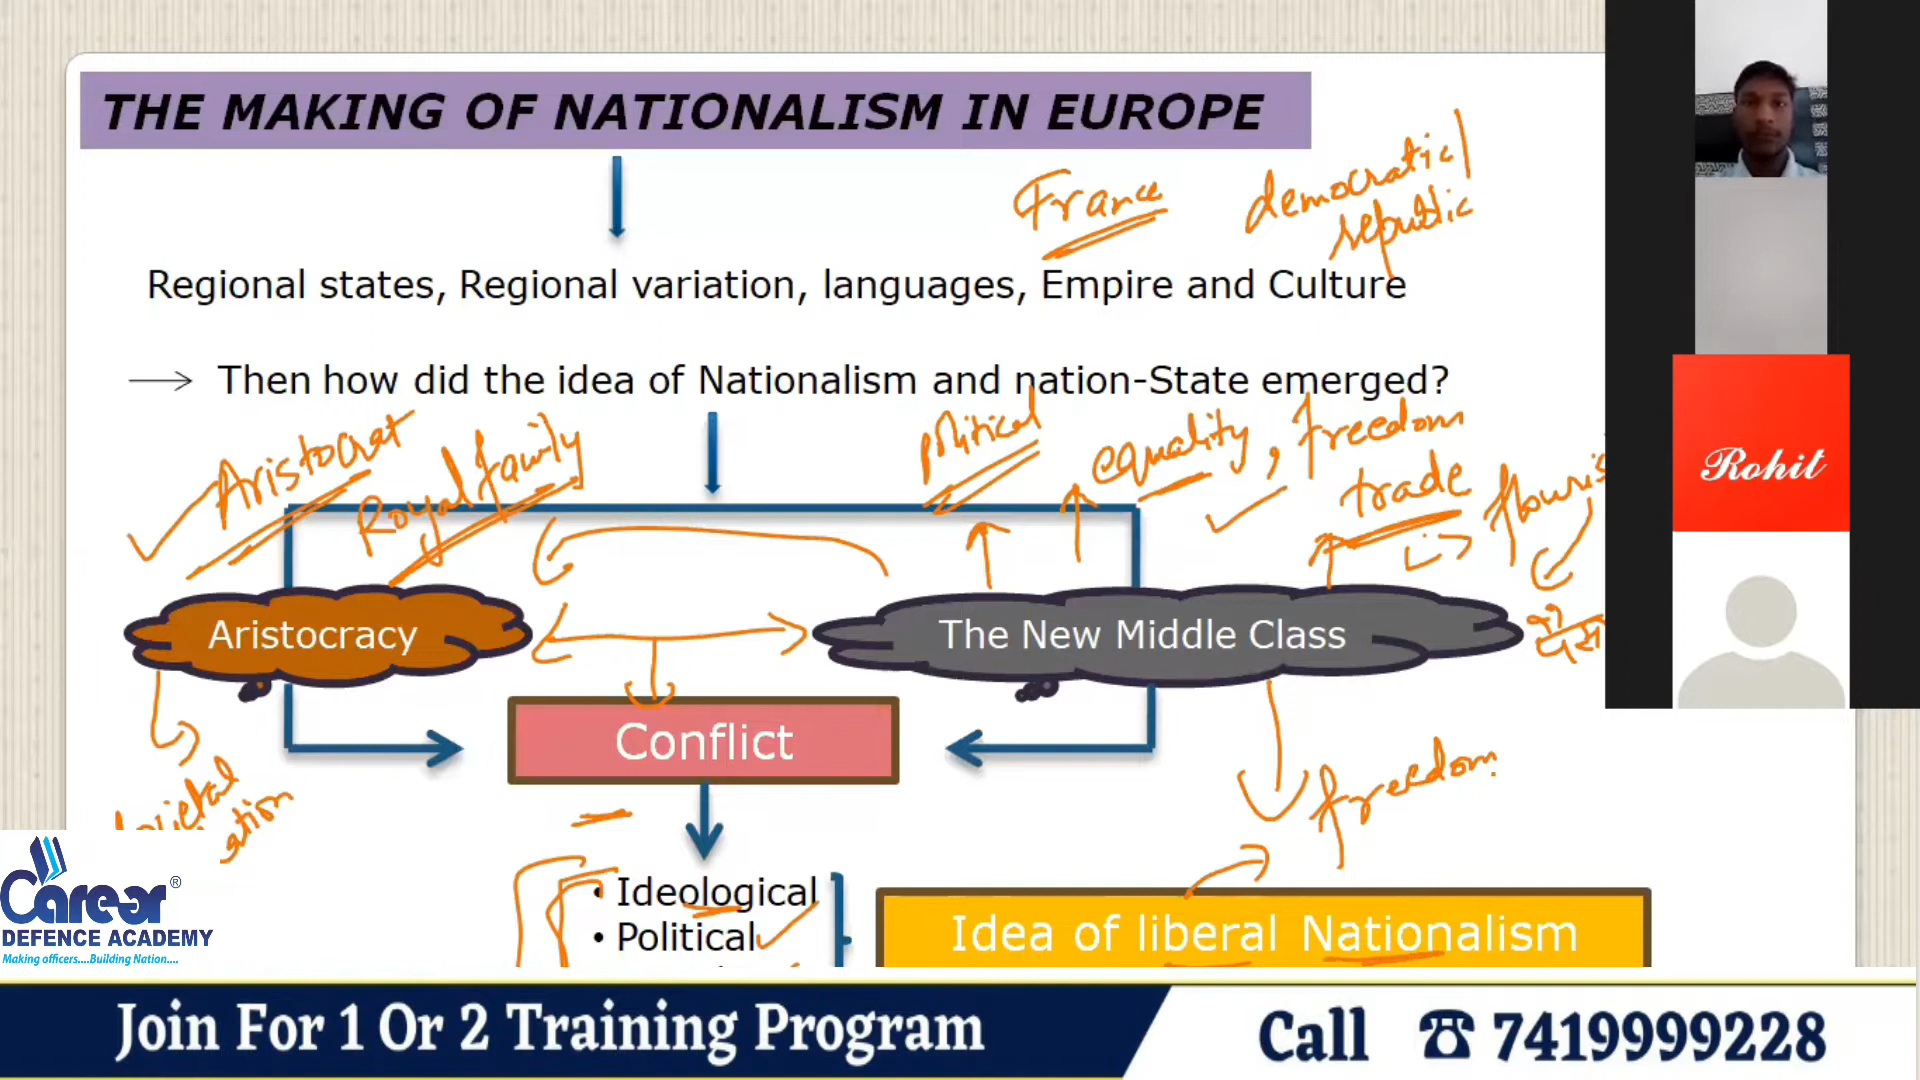 THE MAKING OF NATIONALISM IN EUROPE
France
democratic/
republic
Regional states, Regional variation, languages, Empire and Culture
Then how did the idea of Nationalism and nation-State emerged?
Aristocrat
Royal family
political
equality, freedom
trade
Rohit
Aristocracy
The New Middle Class
Conflict
societal
freedom.
• Ideological
• Political
Idea of liberal Nationalism
Carear®
DEFENCE ACADEMY
Making officers....Building Nation....
Join For 1 Or 2 Training Program
Call ☎ 7419999228